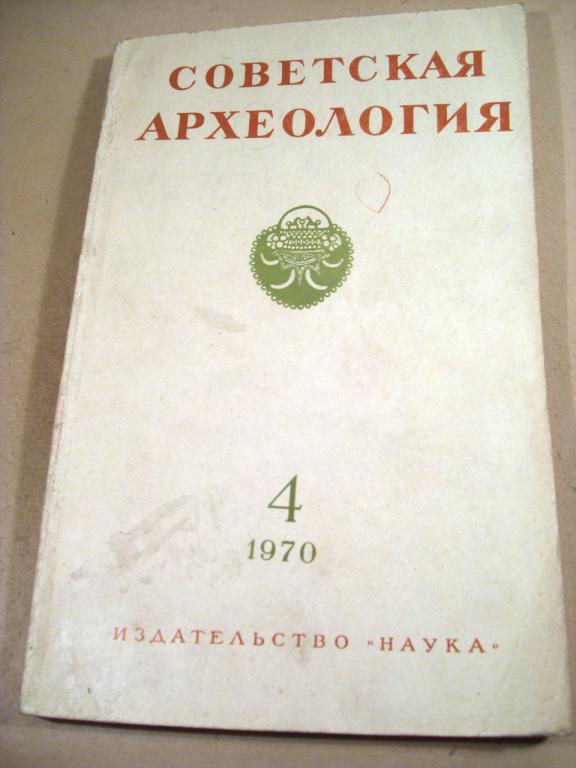 СОВЕТСКАЯ
АРХЕОЛОГИЯ
4
1970
ИЗДАТЕЛЬСТВО «НАУКА»